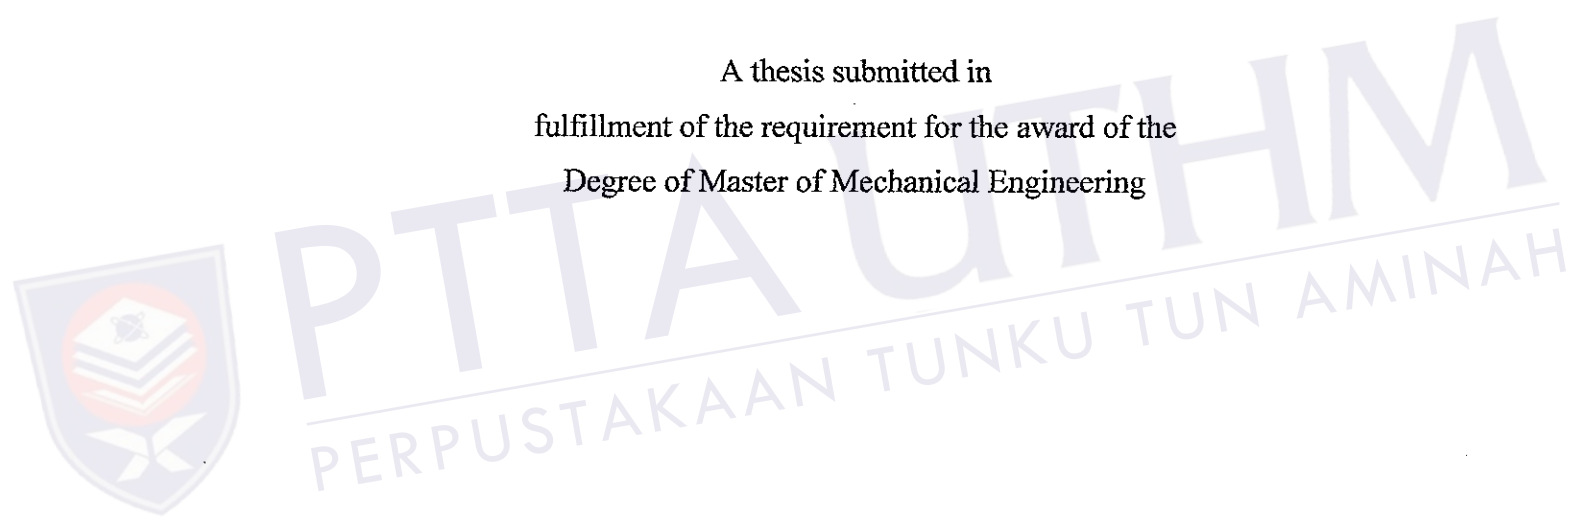 A thesis submitted in
fulfillment of the requirement for the award of the
Degree of Master of Mechanical Engineering
PTTA UTHM
PERPUSTAKAAN TUNKU TUN AMINAH